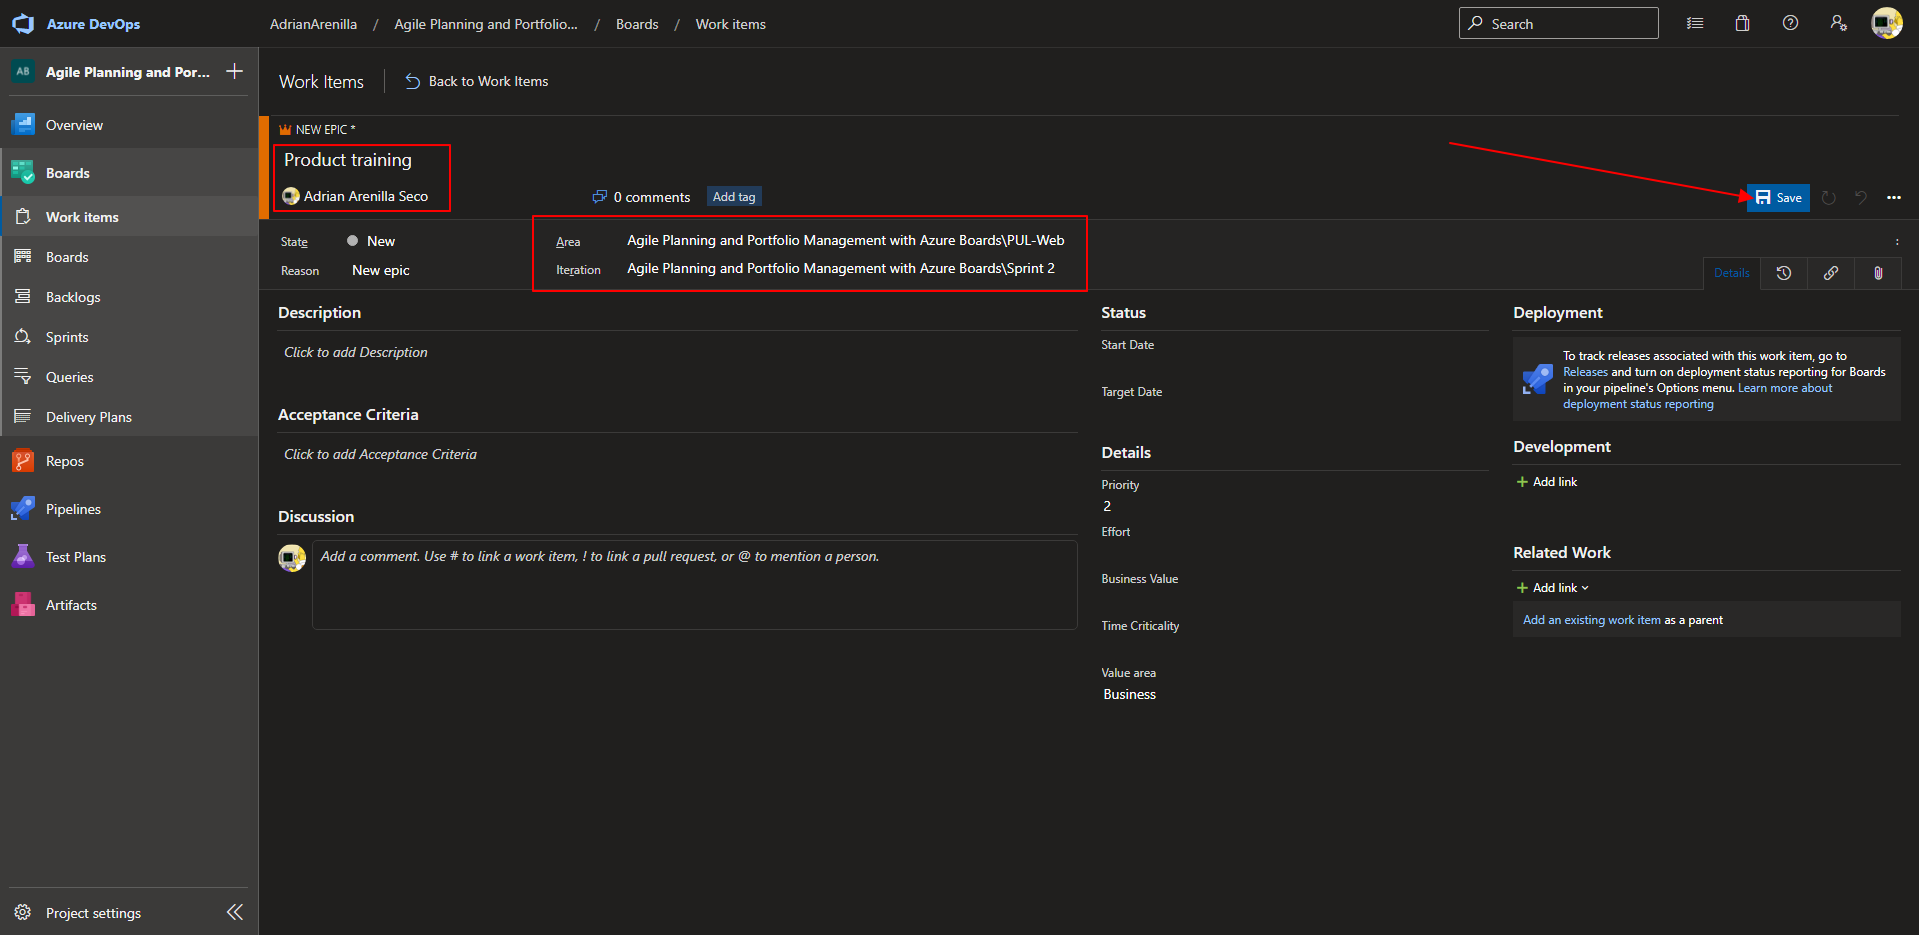 Azure DevOps
AdrianArenilla / Agile Planning and Portfolio... / Boards / Work items
Search
AB
Agile Planning and Por...
Overview
Boards
Work items
Boards
Backlogs
Sprints
Queries
Delivery Plans
Repos
Pipelines
Test Plans
Artifacts
Project settings
Work Items
Back to Work Items
NEW EPIC *
Product training
Adrian Arenilla Seco
0 comments
Add tag
Save
State
New
Reason
New epic
Area
Agile Planning and Portfolio Management with Azure Boards\PUL-Web
Iteration
Agile Planning and Portfolio Management with Azure Boards\Sprint 2
Details
Description
Click to add Description
Acceptance Criteria
Click to add Acceptance Criteria
Discussion
Add a comment. Use # to link a work item, ! to link a pull request, or @ to mention a person.
Status
Start Date
Target Date
Details
Priority
2
Effort
Business Value
Time Criticality
Value area
Business
Deployment
To track releases associated with this work item, go to
Releases and turn on deployment status reporting for Boards
in your pipeline's Options menu. Learn more about
deployment status reporting
Development
Add link
Related Work
Add link
Add an existing work item as a parent